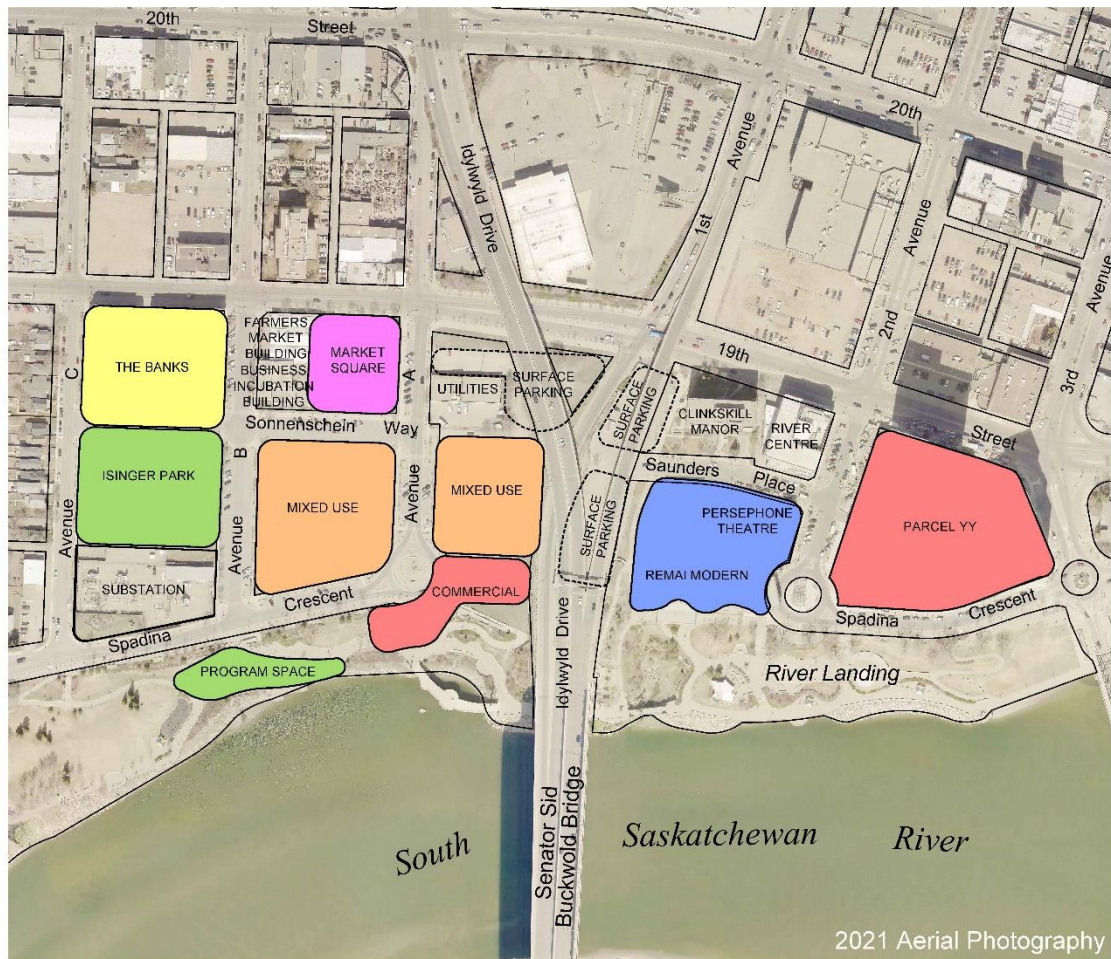 20th
Street
20th
Avenue
Idylwyld Drive
1st
Avenue
2nd
3rd
FARMERS
MARKET
BUILDING
BUSINESS
INCUBATION
BUILDING
THE BANKS
MARKET
SQUARE
C
A
UTILITIES
SURFACE
PARKING
SURFACE
PARKING
19th
Street
CLINKSKILL
MANOR
RIVER
CENTRE
Sonnenschein
Way
ISINGER PARK
B
MIXED USE
Avenue
MIXED USE
SURFACE
PARKING
Saunders
Place
PERSEPHONE
THEATRE
REMAI MODERN
PARCEL YY
Avenue
Avenue
SUBSTATION
Crescent
Spadina
COMMERCIAL
Spadina
Crescent
PROGRAM SPACE
Idylwyld Drive
River Landing
Senator Sid
Buckwold Bridge
South
Saskatchewan
River
2021 Aerial Photography